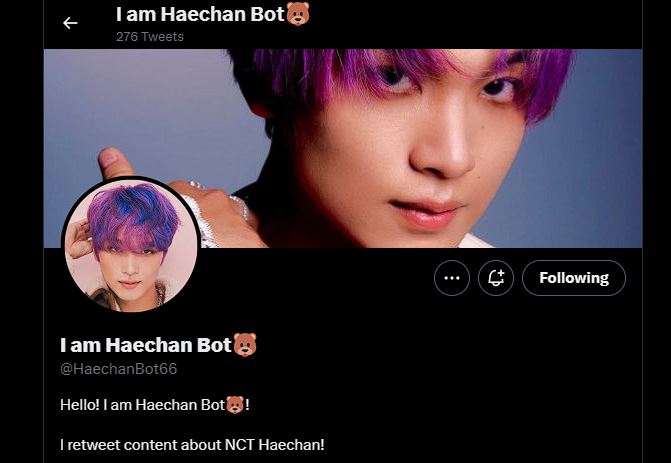 I am Haechan Bot🐻
276 Tweets
Following
I am Haechan Bot🐻
@HaechanBot66
Hello! I am Haechan Bot🐻!
I retweet content about NCT Haechan!